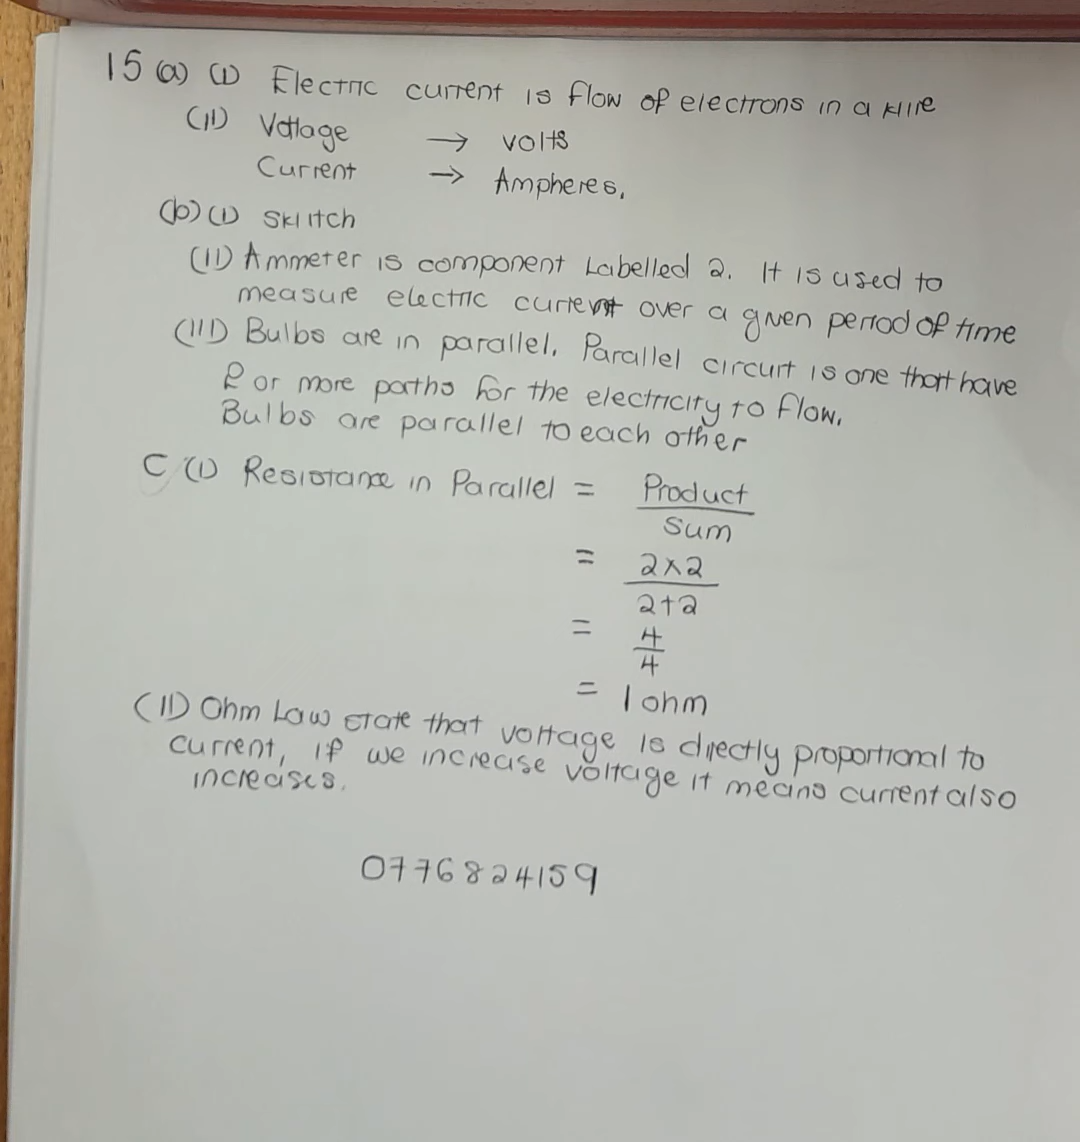 15 (a) (i) Electric current is flow of electrons in a wire
(ii) Voltage → volts
Current → Ampheres,
(b) (i) Switch
(ii) Ammeter is component Labelled 2. It is used to
measure electric current over a given period of time
(iii) Bulbs are in parallel. Parallel circuit is one that have
2 or more paths for the electricity to flow.
Bulbs are parallel to each other
C (i) Resistance in Parallel = Product
Sum
= 2×2
2+2
= 4
4
= 1 ohm
(ii) Ohm Law state that voltage is directly proportional to
current, if we increase voltage it means current also
increases.
0776824159